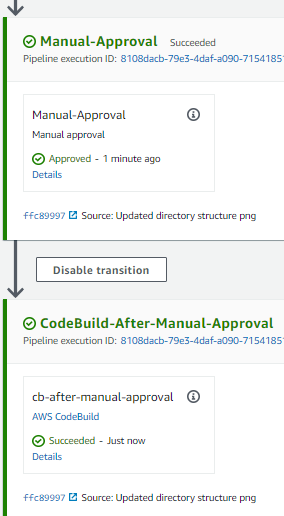 Manual-Approval Succeeded
Pipeline execution ID: 8108dacb-79e3-4daf-a090-7154185
Manual-Approval
Manual approval
Approved - 1 minute ago
Details
ffc89997 Source: Updated directory structure png
Disable transition
CodeBuild-After-Manual-Approval
Pipeline execution ID: 8108dacb-79e3-4daf-a090-7154185
cb-after-manual-approval
AWS CodeBuild
Succeeded - Just now
Details
ffc89997 Source: Updated directory structure png